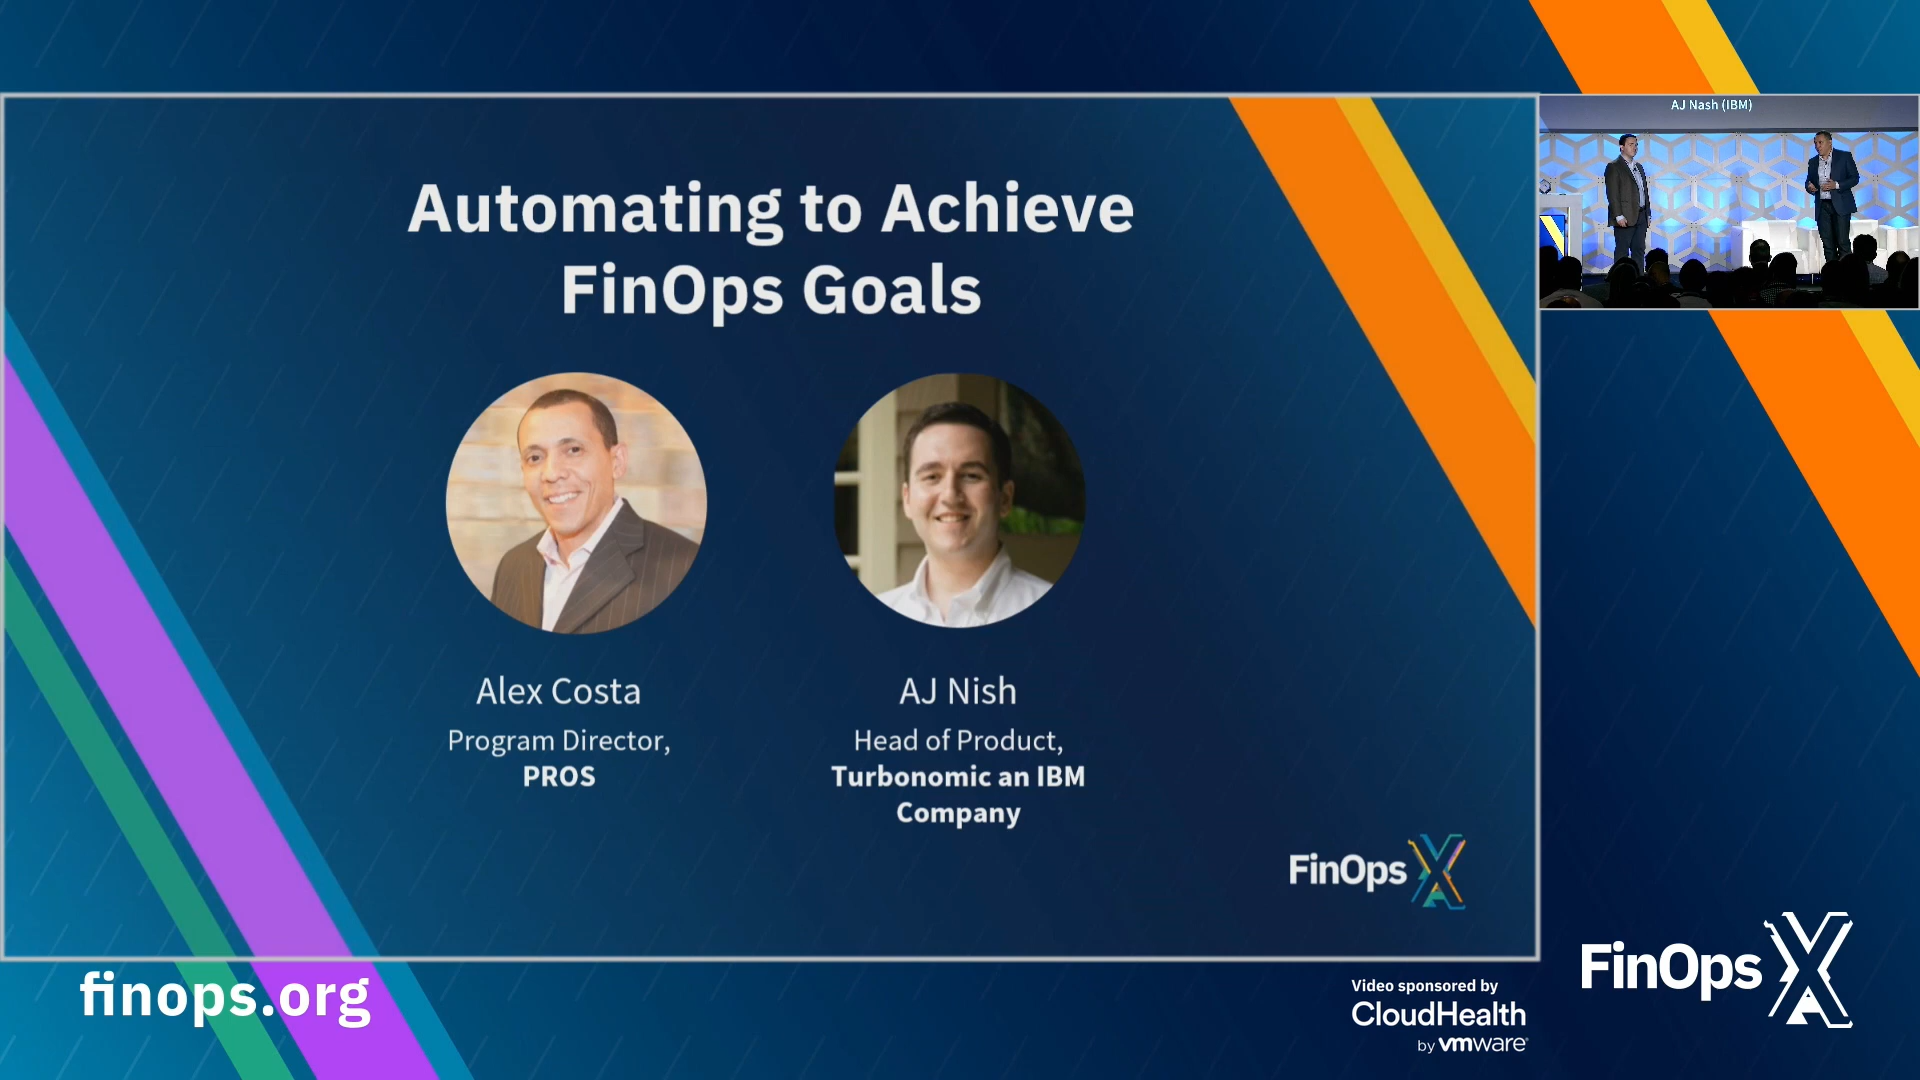 AJ Nash (IBM)
Automating to Achieve
FinOps Goals
Alex Costa
Program Director,
PROS
AJ Nish
Head of Product,
Turbonomic an IBM
Company
FinOps X
finops.org
Video sponsored by
CloudHealth
by vmware
FinOps X